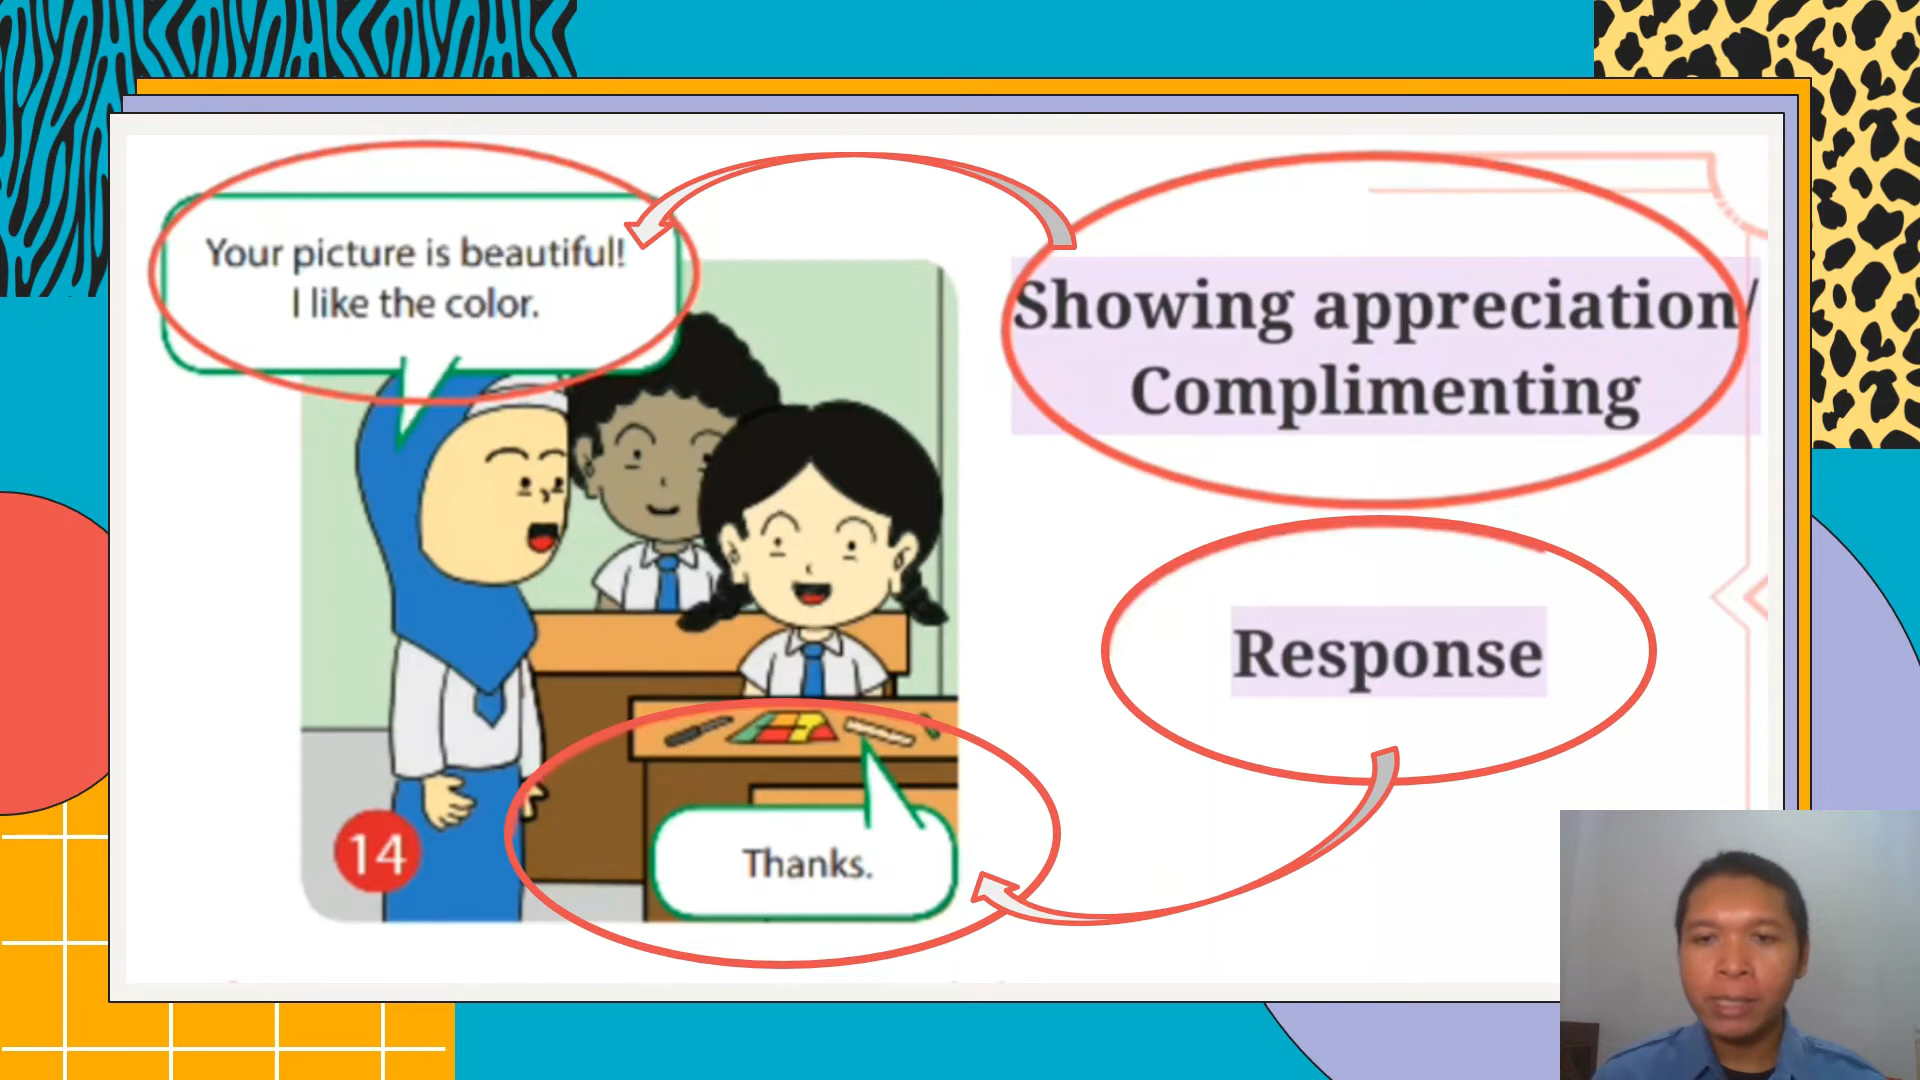 Your picture is beautiful!
I like the color.
Showing appreciation/
Complimenting
Response
Thanks.
14